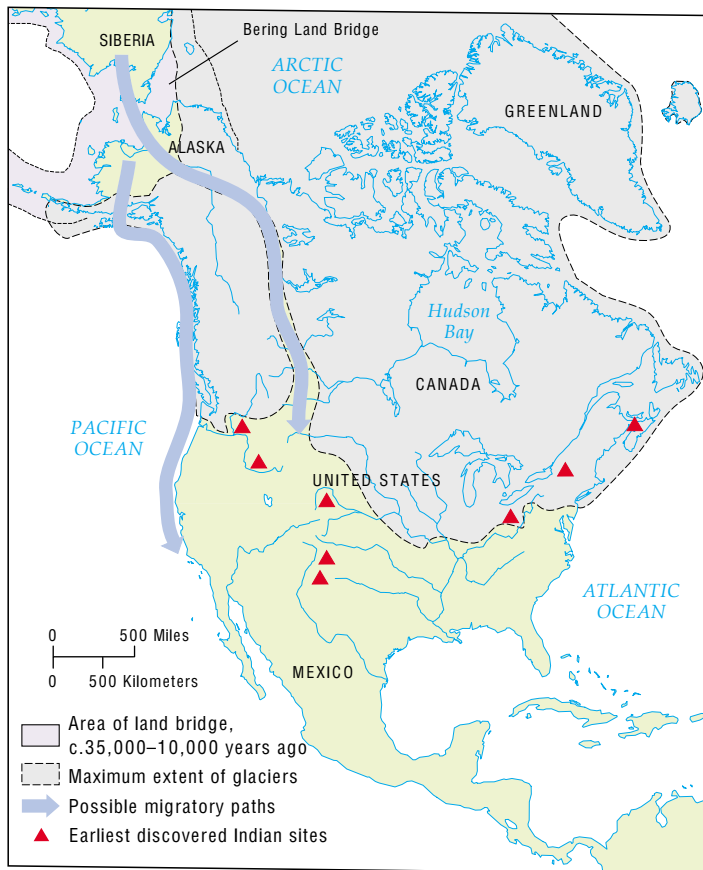 SIBERIA
Bering Land Bridge
ARCTIC
OCEAN
GREENLAND
ALASKA
Hudson
Bay
CANADA
PACIFIC
OCEAN
UNITED STATES
ATLANTIC
OCEAN
0 500 Miles
0 500 Kilometers
MEXICO
Area of land bridge,
c.35,000–10,000 years ago
Maximum extent of glaciers
Possible migratory paths
Earliest discovered Indian sites